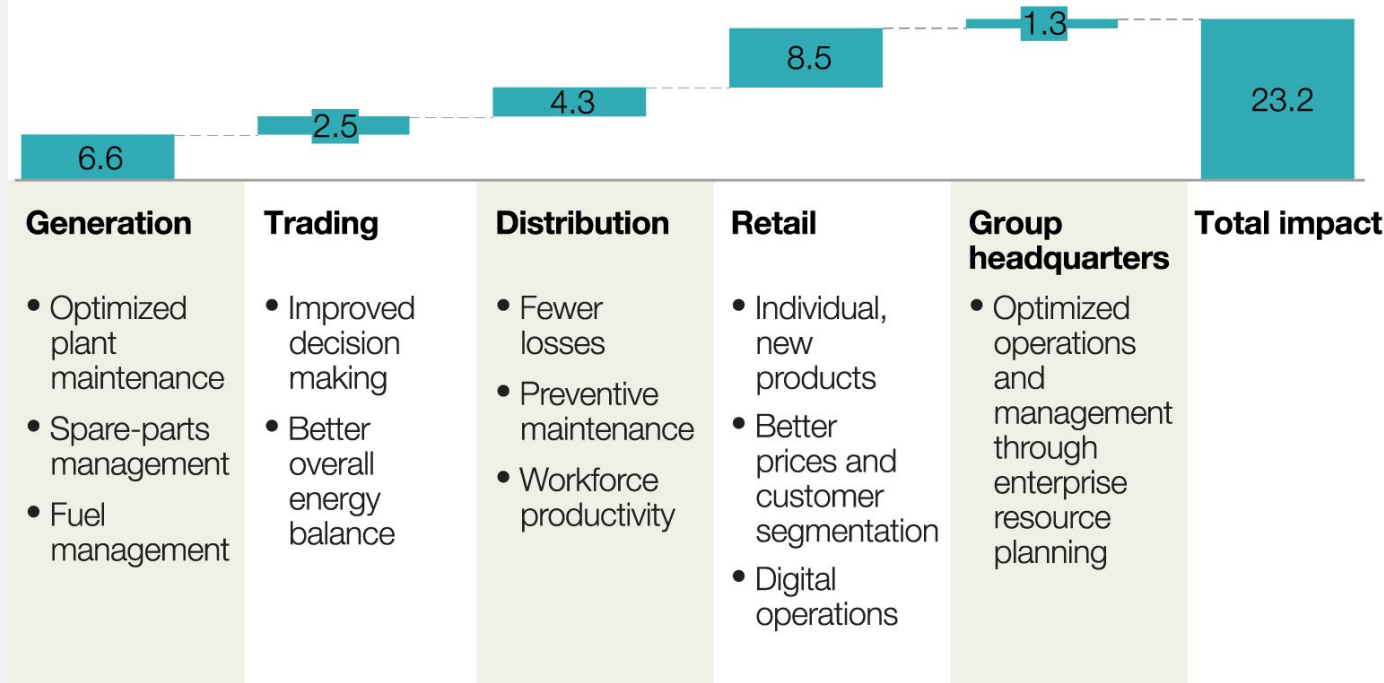 6.6
2.5
4.3
8.5
1.3
23.2
Generation
• Optimized
plant
maintenance
• Spare-parts
management
• Fuel
management
Trading
• Improved
decision
making
• Better
overall
energy
balance
Distribution
• Fewer
losses
• Preventive
maintenance
• Workforce
productivity
Retail
• Individual,
new
products
• Better
prices and
customer
segmentation
• Digital
operations
Group
headquarters
• Optimized
operations
and
management
through
enterprise
resource
planning
Total impact